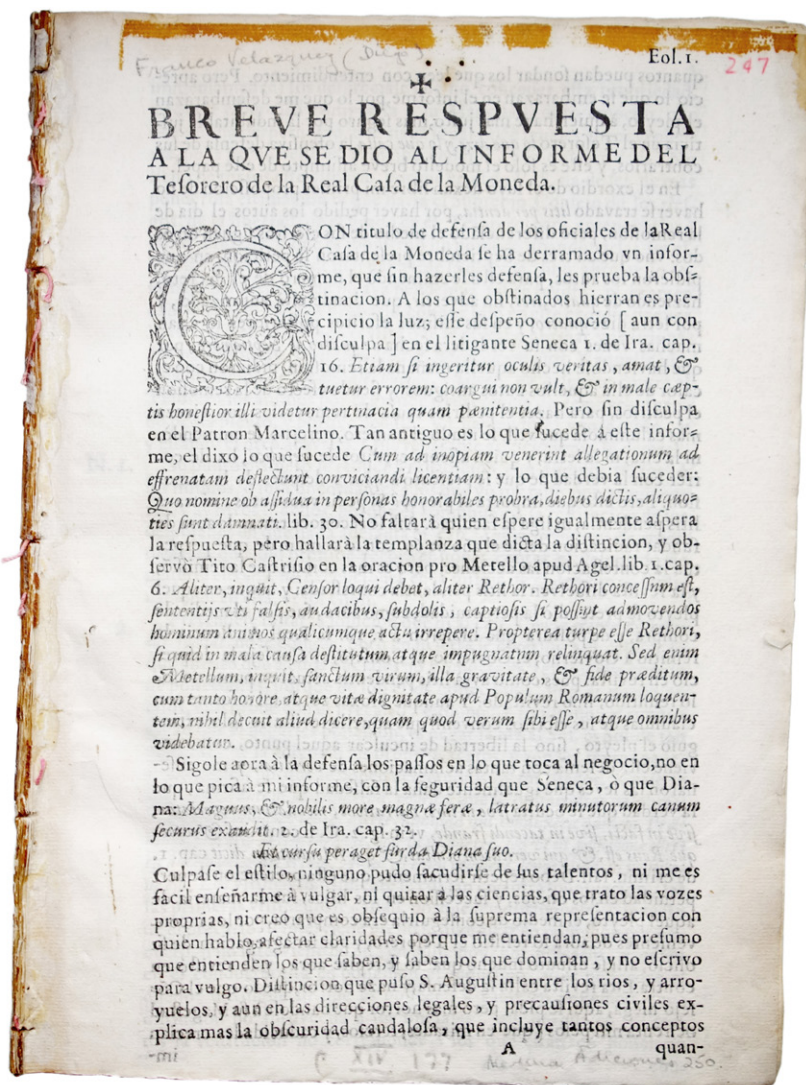 Franco Velazquez (Diego)
Eol.1.
247
BREVE RESPVESTA
A LA QVE SE DIO AL INFORME DEL
Teſorero de la Real Caſa de la Moneda.
CON titulo de defenſa de los oficiales de laReal
Caſa de la Moneda ſe ha derramado vn infor-
me, que ſin hazerles defenſa, les prueba la obſ-
tinacion. A los que obſtinados hierran es pre-
cipicio la luz; eſſe deſpeño conoció [ aun con
diſculpa ] en el litigante Seneca 1. de Ira. cap.
16. Etiam ſi ingeritur oculis veritas, amat, &
tuetur errorem: coargui non vult, & in male cœp-
tis honeſtior illi videtur pertinacia quam pænitentia. Pero ſin diſculpa
en el Patron Marcelino. Tan antiguo es lo que ſucede á eſte infor-
me, el dixo lo que ſucede Cum ad inopiam venerint allegationum ad
effrenatam deflectunt conviciandi licentiam: y lo que debia ſuceder:
Quo nomine ob aſſidua in perſonas honorabiles probra, diebus dictis, aliquo-
ties ſunt damnati. lib. 30. No faltarà quien eſpere igualmente aſpera
la reſpueſta, pero hallarà la templanza que dicta la diſtincion, y ob-
ſervò Tito Caſtriſio en la oracion pro Metello apud Agel. lib. 1. cap.
6. Aliter, inquit, Cenſor loqui debet, aliter Rethor. Rethori conceſſum eſt,
ſententijs vti falſis, audacibus, ſubdolis, captioſis ſi poſſint admovendos
hominum animos qualicumque actu irrepere. Propterea turpe eſſe Rethori,
ſi quid in mala cauſa deſtitutum atque impugnatnm relinquat. Sed enim
Metellum, inquit, ſanctum virum, illa gravitate, & fide præditum,
cum tanto honore atque vitæ dignitate apud Populum Romanum loquen-
tem, nihil decuit aliud dicere, quam quod verum ſibi eſſe, atque omnibus
videbatur.
Sigole aora à la defenſa los paſſos en lo que toca al negocio, no en
lo que pica à mi informe, con la ſeguridad que Seneca, ò que Dia-
na: Magnus, & nobilis more magnæ feræ, latratus minutorum canum
ſecurus exaudit. 2. de Ira. cap. 32.
Et curſu peraget ſurda Diana ſuo.
Culpaſe el eſtilo, ninguno pudo ſacudirſe de ſus talentos, ni me es
facil enſeñarme à vulgar, ni quitar à las ciencias, que trato las vozes
proprias, ni creo que es obſequio à la ſuprema repreſentacion con
quien hablo, afectar claridades porque me entiendan, pues preſumo
que entienden los que ſaben, y ſaben los que dominan, y no eſcrivo
para vulgo. Diſtincion que puſo S. Auguſtin entre los rios, y arro-
yuelos, y aun en las direcciones legales, y precauſiones civiles ex-
plica mas la obſcuridad caudaloſa, que incluye tantos conceptos
A quan-
XIV 177 Medina Adiciones 250.